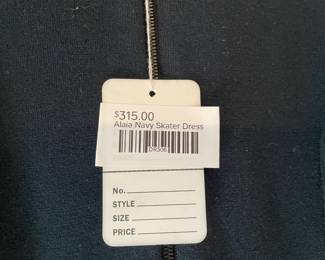 $315.00
Alaia Navy Skater Dress
No.
STYLE
SIZE
PRICE